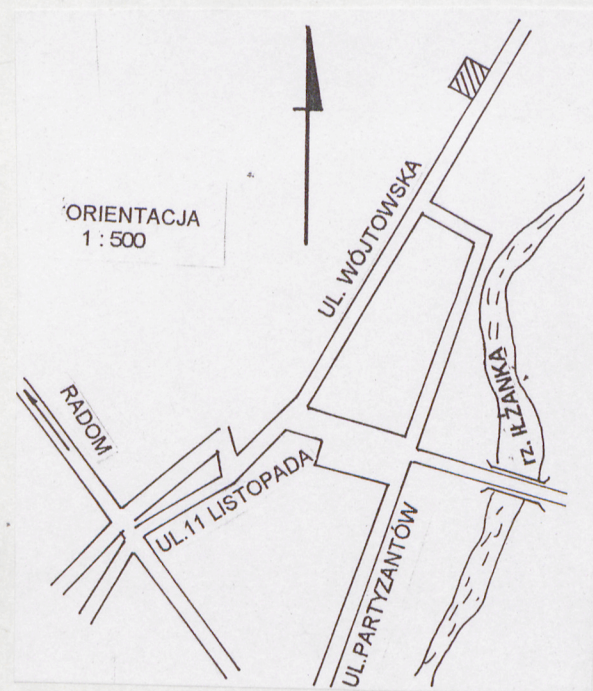 ORIENTACJA
1 : 500
UL. WÓJTOWSKA
RADOM
UL.11 LISTOPADA
rz. IŁŻANKA
UL.PARTYZANTÓW